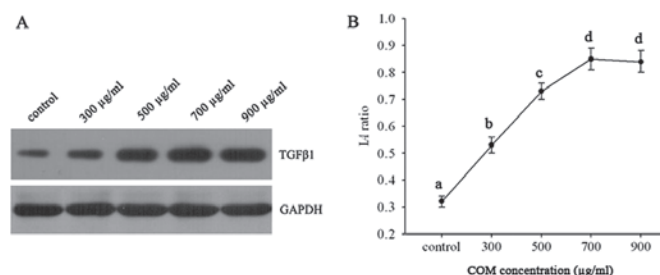 A
control
300 µg/ml
500 µg/ml
700 µg/ml
900 µg/ml
TGFβ1
GAPDH
B
1.0
0.9
0.8
0.7
0.6
0.5
0.4
0.3
0.2
a
b
c
d
d
control
300
500
700
900
COM concentration (µg/ml)